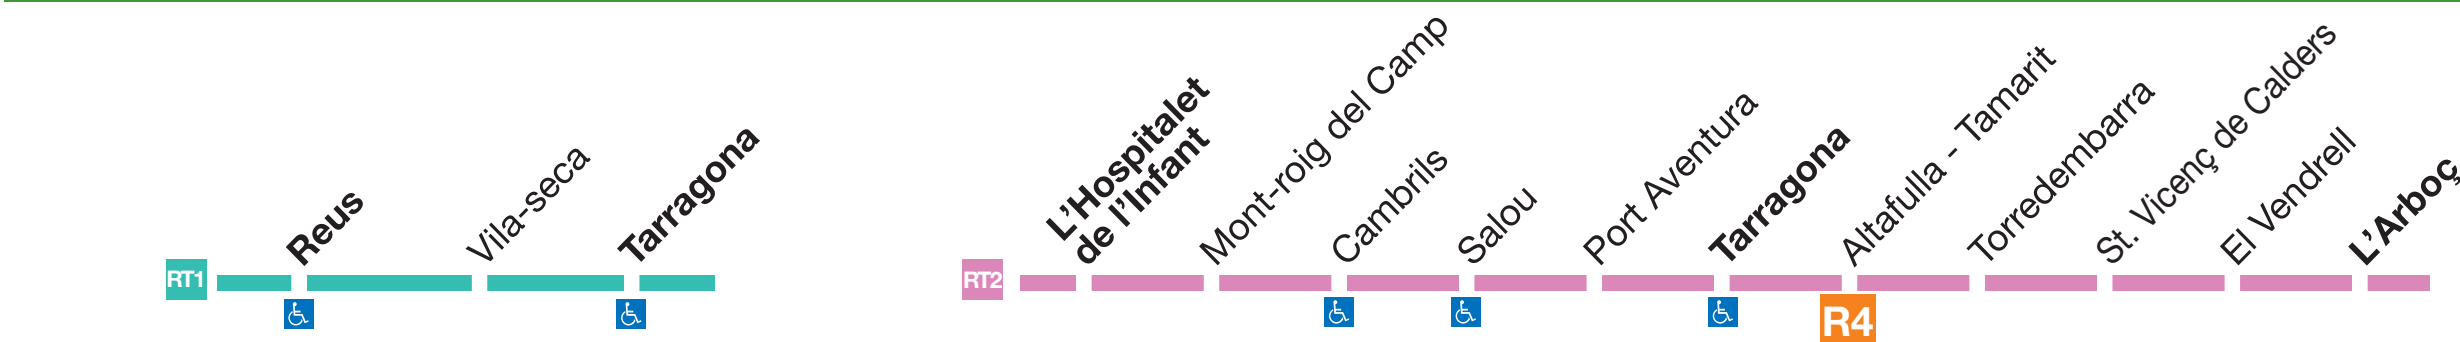 RT1
Reus
Vila-seca
Tarragona
RT2
L’Hospitalet
de l’Infant
Mont-roig del Camp
Cambrils
Salou
Port Aventura
Tarragona
Altafulla - Tamarit
Torredembarra
St. Vicenç de Calders
El Vendrell
L’Arboç
R4